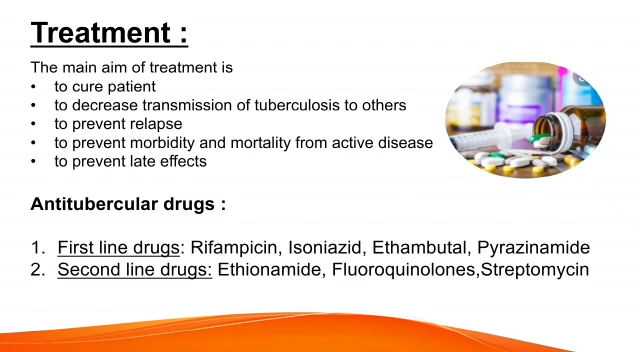 Treatment :
The main aim of treatment is
• to cure patient
• to decrease transmission of tuberculosis to others
• to prevent relapse
• to prevent morbidity and mortality from active disease
• to prevent late effects
Antitubercular drugs :
1. First line drugs: Rifampicin, Isoniazid, Ethambutal, Pyrazinamide
2. Second line drugs: Ethionamide, Fluoroquinolones,Streptomycin